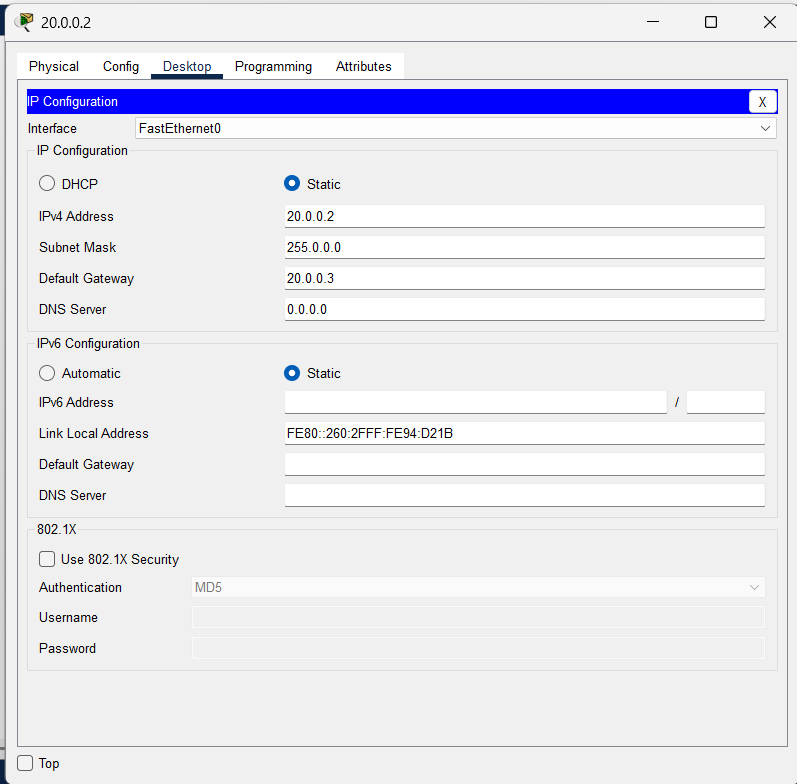 20.0.0.2
Physical Config Desktop Programming Attributes
IP Configuration X
Interface FastEthernet0
IP Configuration
DHCP Static
IPv4 Address 20.0.0.2
Subnet Mask 255.0.0.0
Default Gateway 20.0.0.3
DNS Server 0.0.0.0
IPv6 Configuration
Automatic Static
IPv6 Address /
Link Local Address FE80::260:2FFF:FE94:D21B
Default Gateway
DNS Server
802.1X
Use 802.1X Security
Authentication MD5
Username
Password
Top